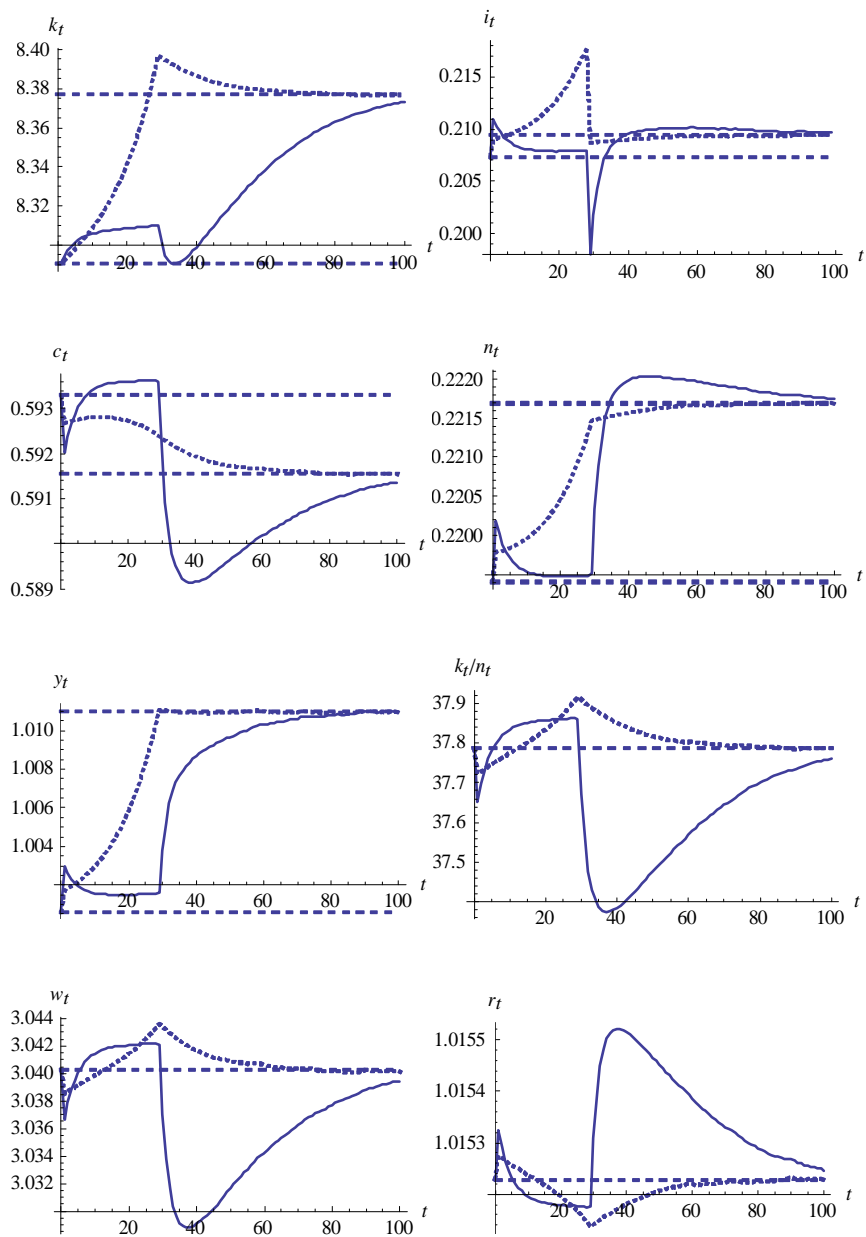 k_t
8.40
8.38
8.36
8.34
8.32
20 40 60 80 100 t
i_t
0.215
0.210
0.205
0.200
20 40 60 80 100 t
c_t
0.593
0.592
0.591
0.589
20 40 60 80 100 t
n_t
0.2220
0.2215
0.2210
0.2205
0.2200
20 40 60 80 100 t
y_t
1.010
1.008
1.006
1.004
20 40 60 80 100 t
k_t/n_t
37.9
37.8
37.7
37.6
37.5
20 40 60 80 100 t
w_t
3.044
3.042
3.040
3.038
3.036
3.034
3.032
20 40 60 80 100 t
r_t
1.0155
1.0154
1.0153
20 40 60 80 100 t